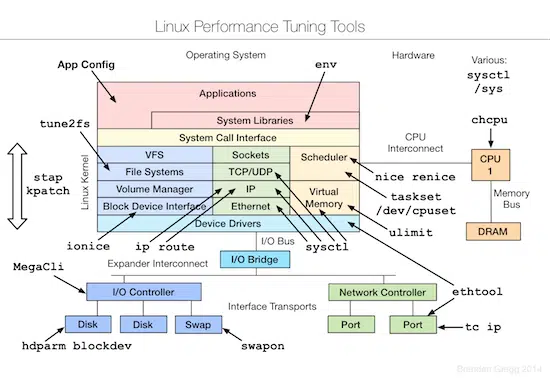 Linux Performance Tuning Tools
Operating System
Hardware
Various:
sysctl
/sys
App Config
env
Applications
System Libraries
System Call Interface
tune2fs
chcpu
stap
kpatch
Linux Kernel
VFS
Sockets
Scheduler
File Systems
TCP/UDP
Volume Manager
IP
Virtual
Memory
Block Device Interface
Ethernet
Device Drivers
CPU
Interconnect
CPU
1
nice renice
taskset
/dev/cpuset
ulimit
Memory
Bus
DRAM
ionice
ip route
sysctl
I/O Bus
I/O Bridge
Expander Interconnect
MegaCli
I/O Controller
Network Controller
ethtool
Interface Transports
Disk
Disk
Swap
Port
Port
tc ip
hdparm blockdev
swapon
Brendan Gregg 2014